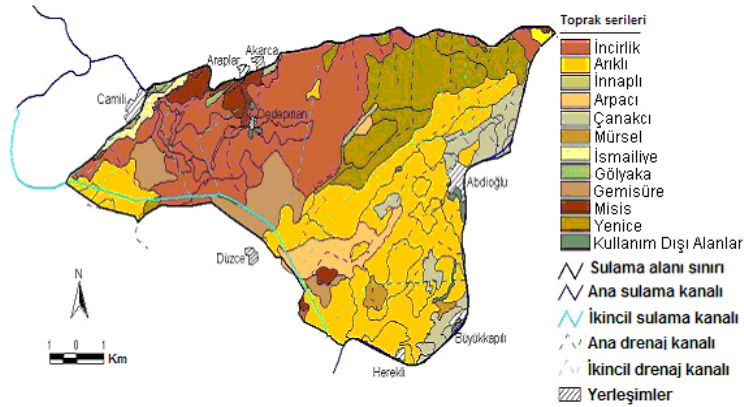 Toprak serileri
İncirlik
Arıklı
İnnaplı
Arpacı
Çanakcı
Mürsel
İsmailiye
Gölyaka
Gemisüre
Misis
Yenice
Kullanım Dışı Alanlar
Sulama alanı sınırı
Ana sulama kanalı
İkincil sulama kanalı
Ana drenaj kanalı
İkincil drenaj kanalı
Yerleşimler
Akarca
Araplar
Camili
Dedepınarı
Abdioğlu
Düzce
Büyükkapılı
Herekli
N
1 0 1
Km